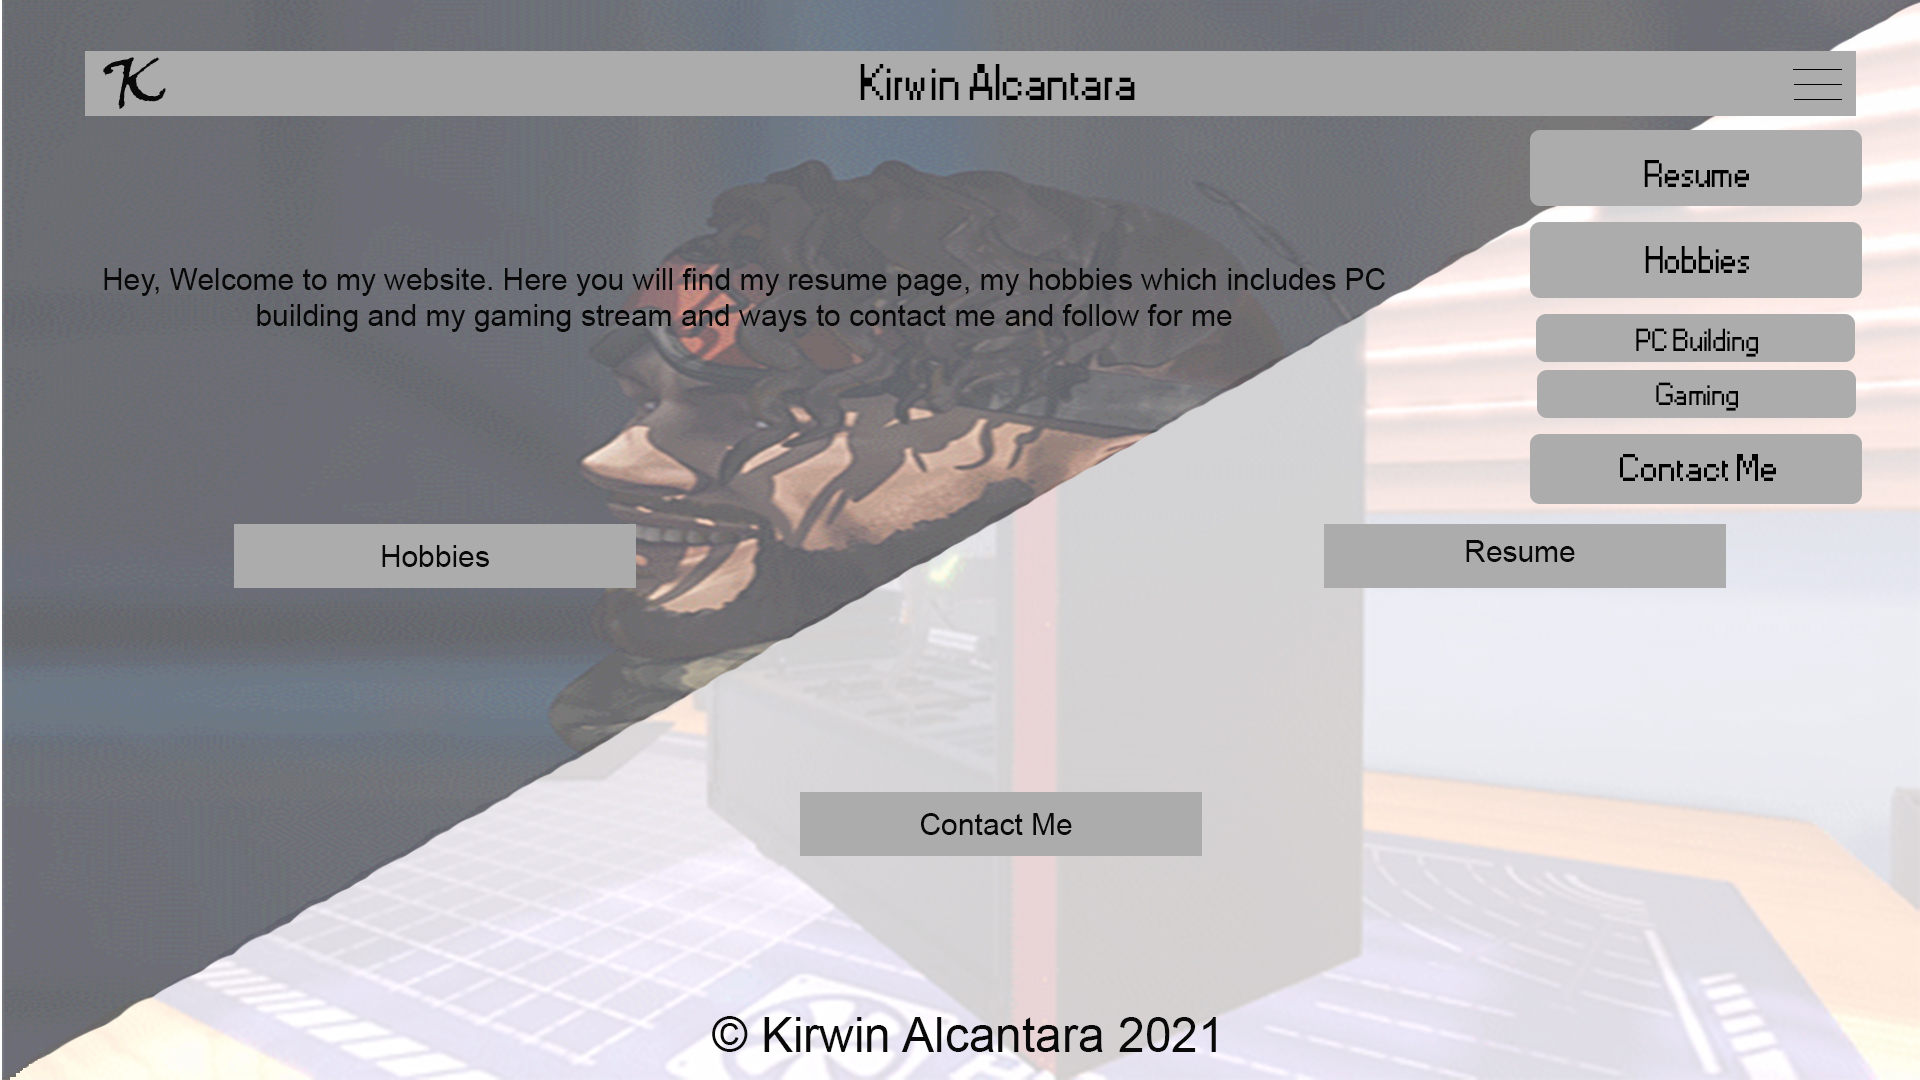 K
Kirwin Alcantara
Resume
Hobbies
PC Building
Gaming
Contact Me
Hey, Welcome to my website. Here you will find my resume page, my hobbies which includes PC
building and my gaming stream and ways to contact me and follow for me
Hobbies
Resume
Contact Me
© Kirwin Alcantara 2021